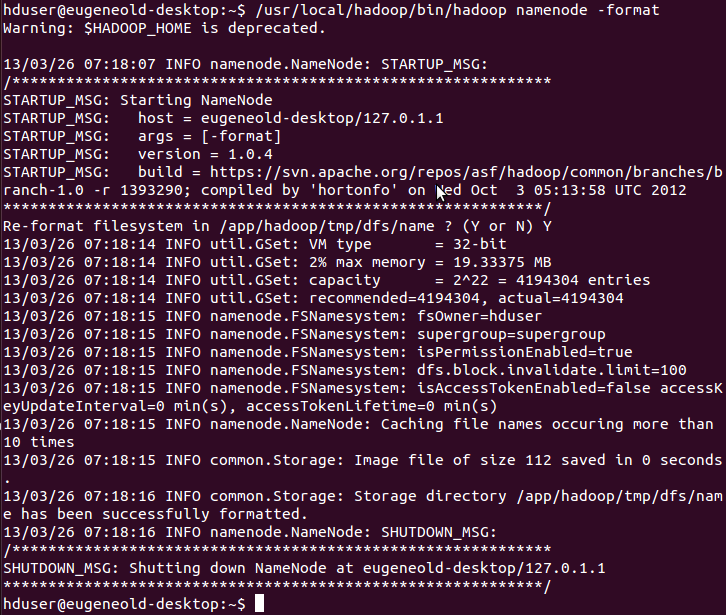 hduser@eugeneold-desktop:~$ /usr/local/hadoop/bin/hadoop namenode -format
Warning: $HADOOP_HOME is deprecated.
13/03/26 07:18:07 INFO namenode.NameNode: STARTUP_MSG:
/************************************************************
STARTUP_MSG: Starting NameNode
STARTUP_MSG:   host = eugeneold-desktop/127.0.1.1
STARTUP_MSG:   args = [-format]
STARTUP_MSG:   version = 1.0.4
STARTUP_MSG:   build = https://svn.apache.org/repos/asf/hadoop/common/branches/b
ranch-1.0 -r 1393290; compiled by 'hortonfo' on Wed Oct  3 05:13:58 UTC 2012
************************************************************/
Re-format filesystem in /app/hadoop/tmp/dfs/name ? (Y or N) Y
13/03/26 07:18:14 INFO util.GSet: VM type       = 32-bit
13/03/26 07:18:14 INFO util.GSet: 2% max memory = 19.33375 MB
13/03/26 07:18:14 INFO util.GSet: capacity      = 2^22 = 4194304 entries
13/03/26 07:18:14 INFO util.GSet: recommended=4194304, actual=4194304
13/03/26 07:18:15 INFO namenode.FSNamesystem: fsOwner=hduser
13/03/26 07:18:15 INFO namenode.FSNamesystem: supergroup=supergroup
13/03/26 07:18:15 INFO namenode.FSNamesystem: isPermissionEnabled=true
13/03/26 07:18:15 INFO namenode.FSNamesystem: dfs.block.invalidate.limit=100
13/03/26 07:18:15 INFO namenode.FSNamesystem: isAccessTokenEnabled=false accessK
eyUpdateInterval=0 min(s), accessTokenLifetime=0 min(s)
13/03/26 07:18:15 INFO namenode.NameNode: Caching file names occuring more than
10 times
13/03/26 07:18:15 INFO common.Storage: Image file of size 112 saved in 0 seconds
.
13/03/26 07:18:16 INFO common.Storage: Storage directory /app/hadoop/tmp/dfs/nam
e has been successfully formatted.
13/03/26 07:18:16 INFO namenode.NameNode: SHUTDOWN_MSG:
/************************************************************
SHUTDOWN_MSG: Shutting down NameNode at eugeneold-desktop/127.0.1.1
************************************************************/
hduser@eugeneold-desktop:~$